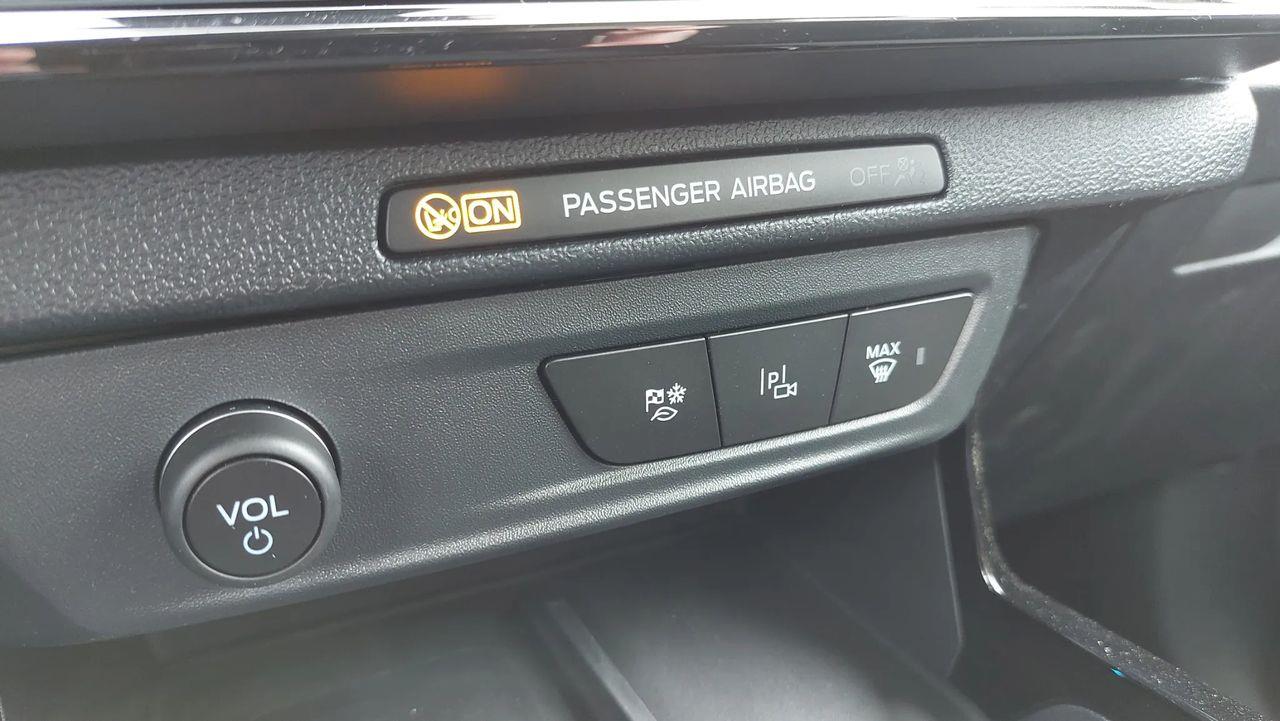 ON PASSENGER AIRBAG OFF
P
MAX
VOL